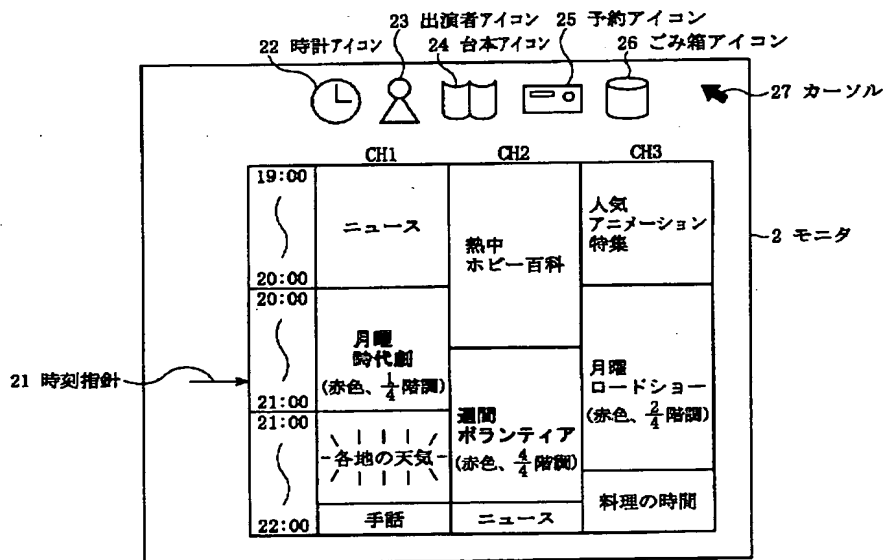 23 出演者アイコン
25 予約アイコン
22 時計アイコン
24 台本アイコン
26 ごみ箱アイコン
27 カーソル
CH1
CH2
CH3
19:00
20:00
20:00
21:00
21:00
22:00
ニュース
月曜
時代劇
(赤色、1/4階調)
各地の天気
手話
熱中
ホビー百科
週間
ボランティア
(赤色、4/4階調)
ニュース
人気
アニメーション
特集
月曜
ロードショー
(赤色、2/4階調)
料理の時間
2 モニタ
21 時刻指針